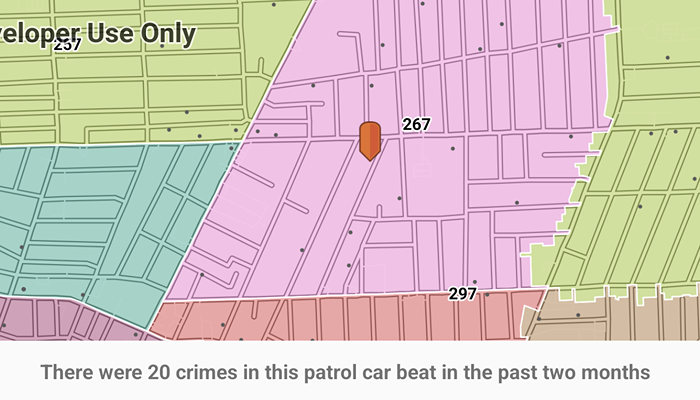 veloper Use Only
237
267
297
There were 20 crimes in this patrol car beat in the past two months